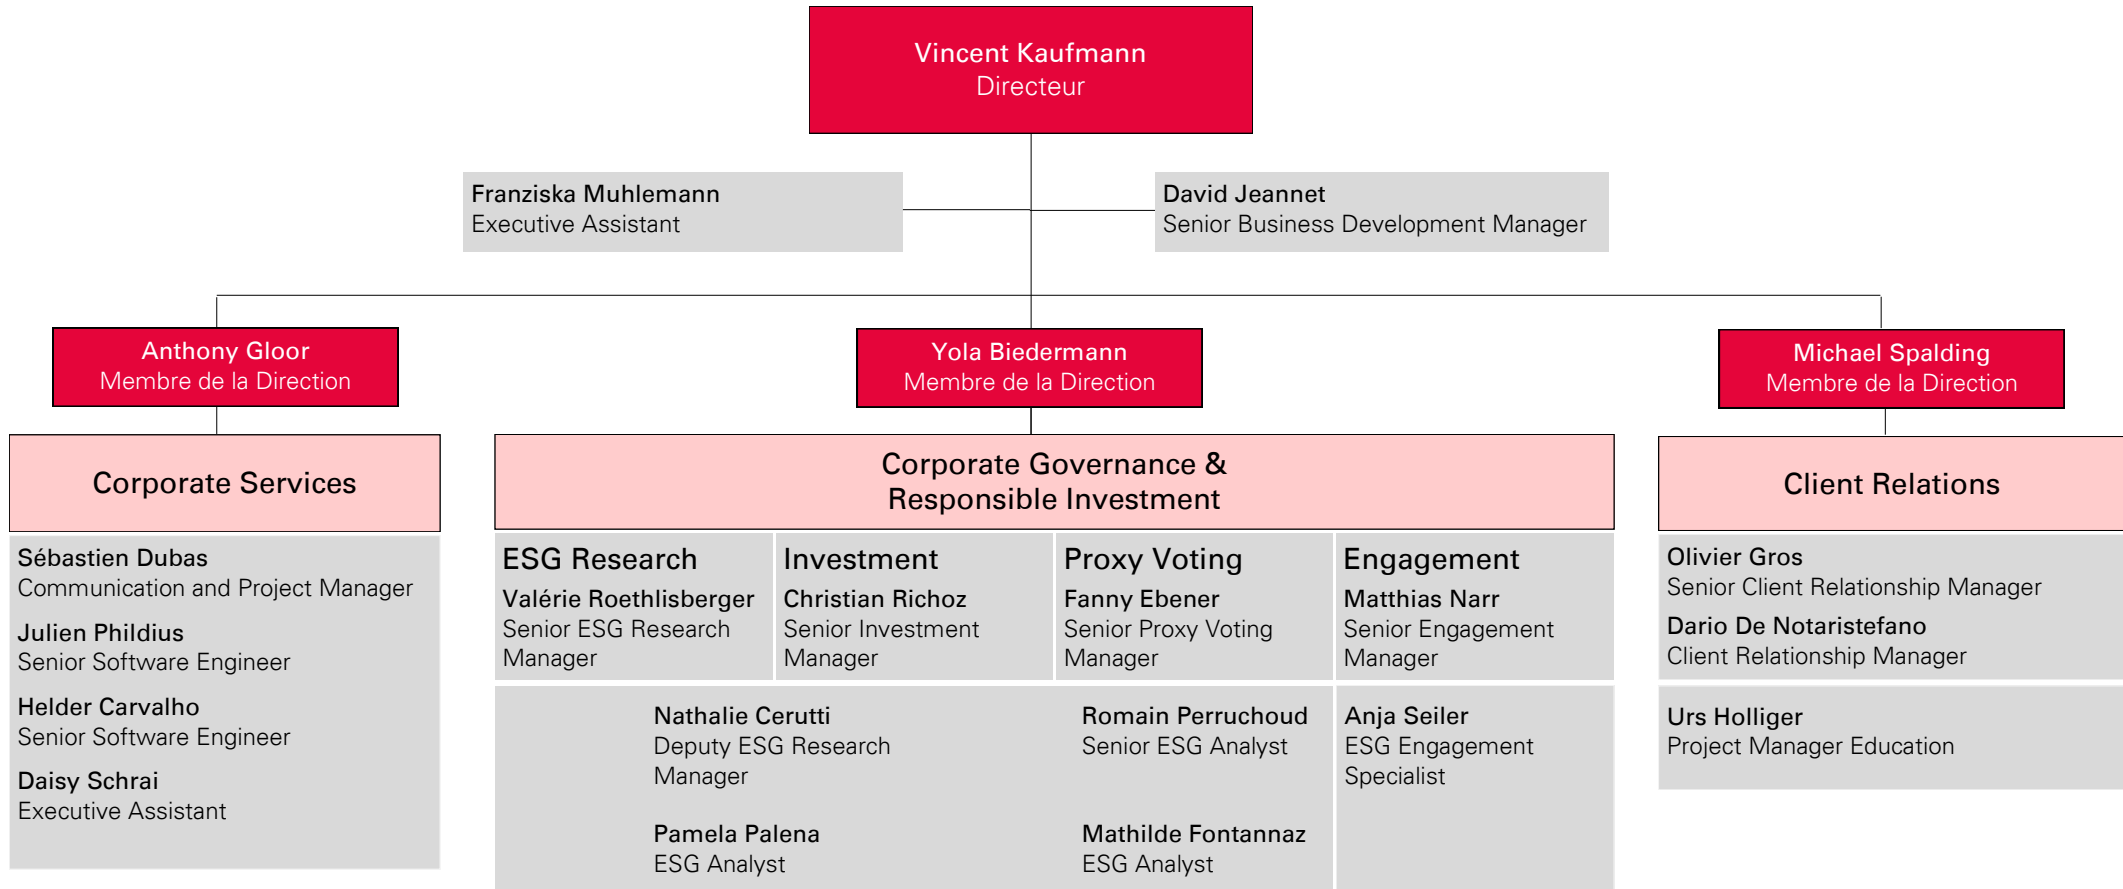 Vincent Kaufmann
Directeur
Franziska Muhlemann
Executive Assistant
David Jeannet
Senior Business Development Manager
Anthony Gloor
Membre de la Direction
Yola Biedermann
Membre de la Direction
Michael Spalding
Membre de la Direction
Corporate Services
Sébastien Dubas
Communication and Project Manager
Julien Phildius
Senior Software Engineer
Helder Carvalho
Senior Software Engineer
Daisy Schrai
Executive Assistant
Corporate Governance &
Responsible Investment
ESG Research
Valérie Roethlisberger
Senior ESG Research
Manager
Investment
Christian Richoz
Senior Investment
Manager
Proxy Voting
Fanny Ebener
Senior Proxy Voting
Manager
Engagement
Matthias Narr
Senior Engagement
Manager
Nathalie Cerutti
Deputy ESG Research
Manager
Romain Perruchoud
Senior ESG Analyst
Pamela Palena
ESG Analyst
Mathilde Fontannaz
ESG Analyst
Anja Seiler
ESG Engagement
Specialist
Client Relations
Olivier Gros
Senior Client Relationship Manager
Dario De Notaristefano
Client Relationship Manager
Urs Holliger
Project Manager Education